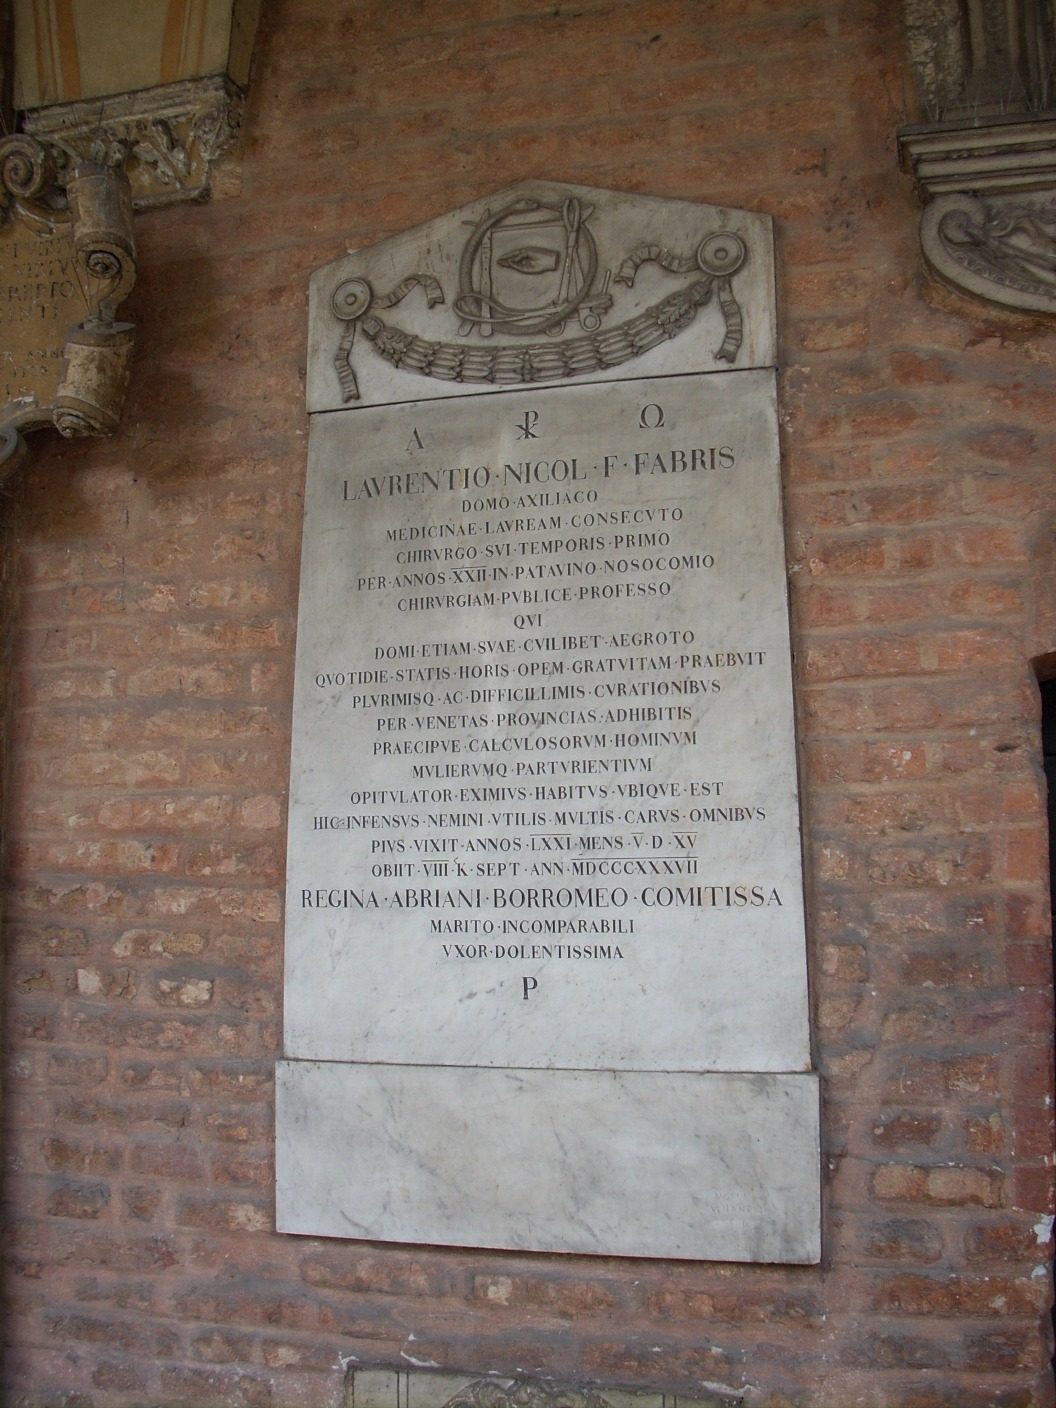 Α ☧ Ω
LAVRENTIO·NICOL·F·FABRIS
DOMO·AXILIACO
MEDICINAE·LAVREAM·CONSECVTO
CHIRVRGO·SVI·TEMPORIS·PRIMO
PER·ANNOS·XXII·IN·PATAVINO·NOSOCOMIO
CHIRVRGIAM·PVBLICE·PROFESSO
QVI
DOMI·ETIAM·SVAE·CVILIBET·AEGROTO
QVOTIDIE·STATIS·HORIS·OPEM·GRATVITAM·PRAEBVIT
PLVRIMISQ·AC·DIFFICILLIMIS·CVRATIONIBVS
PER·VENETAS·PROVINCIAS·ADHIBITIS
PRAECIPVE·CALCVLOSORVM·HOMINVM
MVLIERVMQ·PARTVRIENTIVM
OPITVLATOR·EXIMIVS·HABITVS·VBIQVE·EST
HIC·INFENSVS·NEMINI·VTILIS·MVLTIS·CARVS·OMNIBVS
PIVS·VIXIT·ANNOS·LXXI·MENS·V·D·XV
OBIIT·VIII·K·SEPT·ANN·MDCCCXXXVII
REGINA·ABRIANI·BORROMEO·COMITISSA
MARITO·INCOMPARABILI
VXOR·DOLENTISSIMA
P